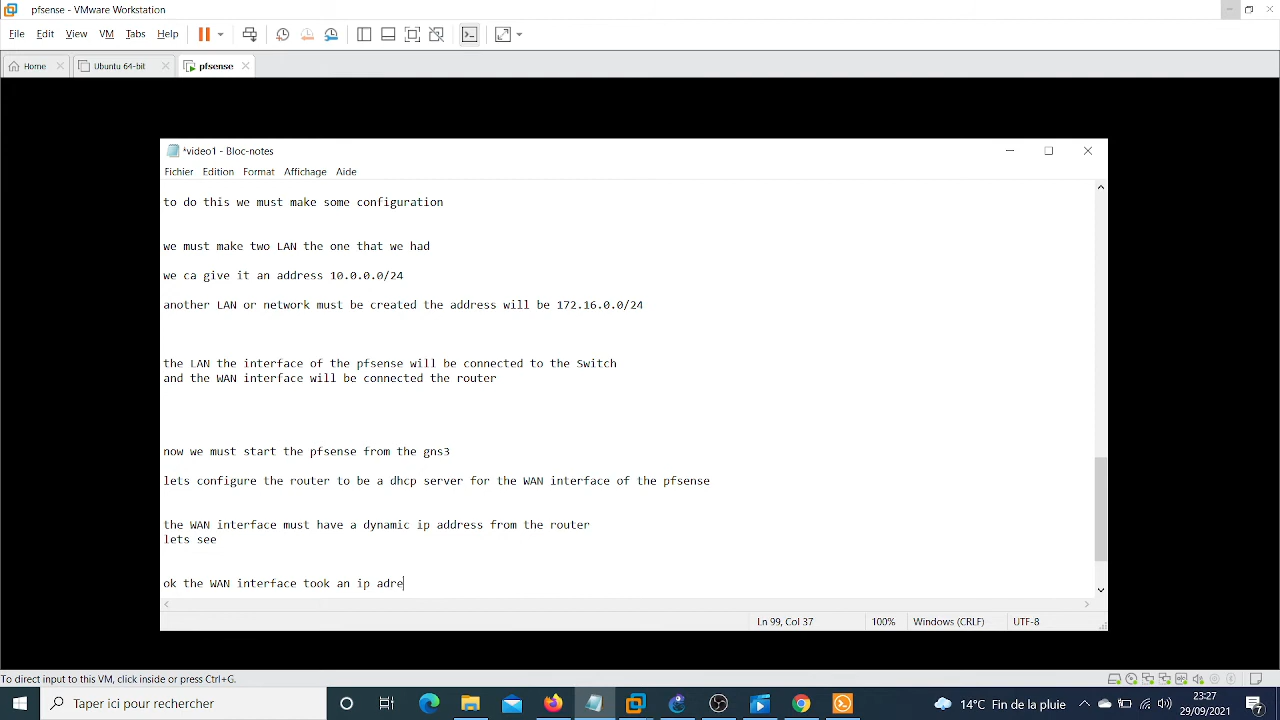 pfsense - VMware Workstation
File Edit View VM Tabs Help
Home Ubuntu 64-bit pfsense
*video1 - Bloc-notes
Fichier Edition Format Affichage Aide
to do this we must make some configuration
we must make two LAN the one that we had
we ca give it an address 10.0.0.0/24
another LAN or network must be created the address will be 172.16.0.0/24
the LAN the interface of the pfsense will be connected to the Switch
and the WAN interface will be connected the router
now we must start the pfsense from the gns3
lets configure the router to be a dhcp server for the WAN interface of the pfsense
the WAN interface must have a dynamic ip address from the router
lets see
ok the WAN interface took an ip adre
Ln 99, Col 37 100% Windows (CRLF) UTF-8
To direct input to this VM, click inside or press Ctrl+G.
Taper ici pour rechercher
14°C Fin de la pluie
23:27
29/09/2021